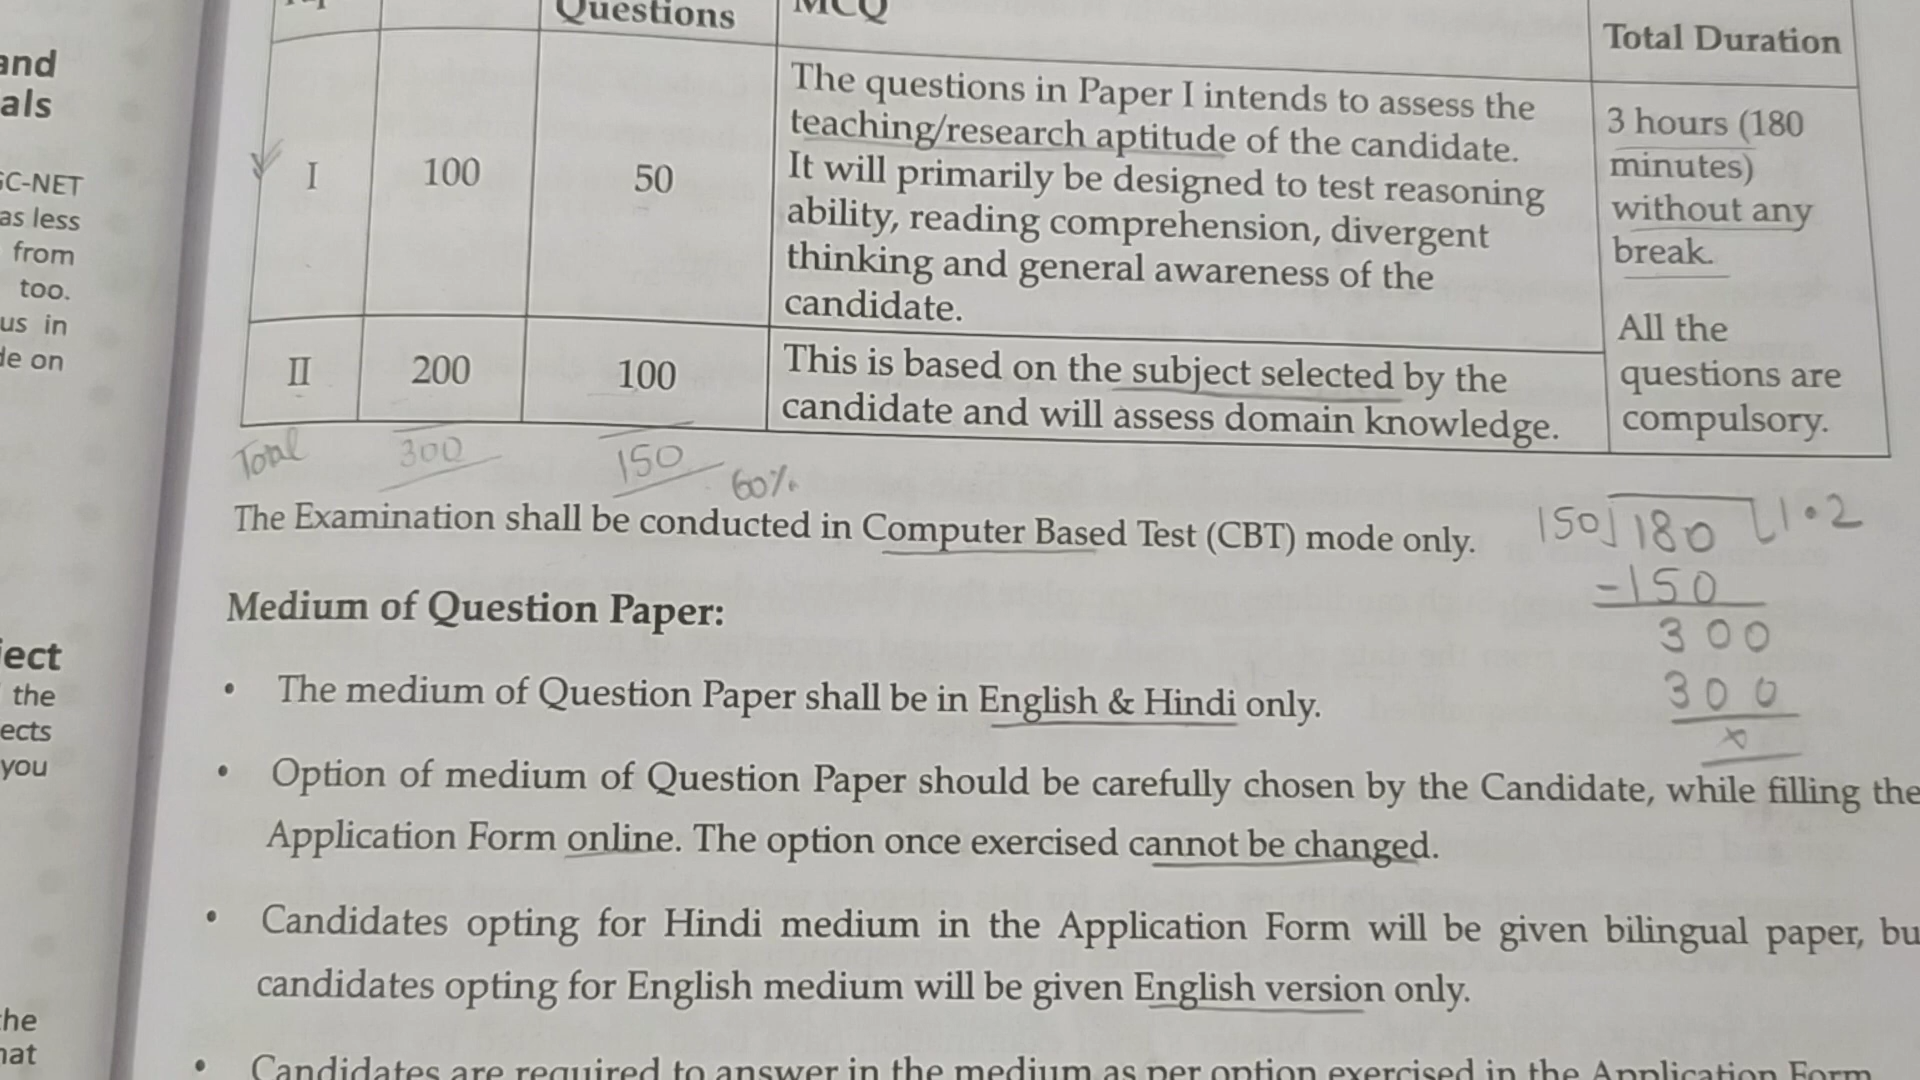 Questions
MCQ
Total Duration
and
als
The questions in Paper I intends to assess the
teaching/research aptitude of the candidate.
It will primarily be designed to test reasoning
ability, reading comprehension, divergent
thinking and general awareness of the
candidate.
I
100
50
3 hours (180
minutes)
without any
break.
All the
questions are
compulsory.
GC-NET
as less
from
too.
us in
de on
II
200
100
This is based on the subject selected by the
candidate and will assess domain knowledge.
Total 300 150 60%
The Examination shall be conducted in Computer Based Test (CBT) mode only.
150 180 1.2
-150
300
300
x
Medium of Question Paper:
• The medium of Question Paper shall be in English & Hindi only.
• Option of medium of Question Paper should be carefully chosen by the Candidate, while filling the
Application Form online. The option once exercised cannot be changed.
• Candidates opting for Hindi medium in the Application Form will be given bilingual paper, bu
candidates opting for English medium will be given English version only.
• Candidates are required to answer in the medium as per option exercised in the Application Form
ject
the
ects
you
he
hat